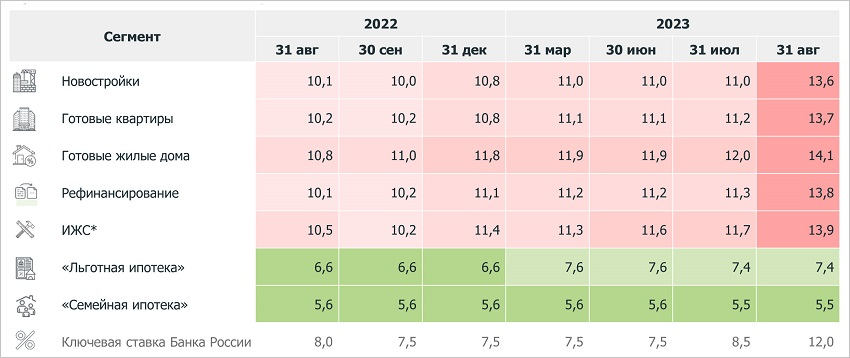 Сегмент 2022 2023
31 авг 30 сен 31 дек 31 мар 30 июн 31 июл 31 авг
Новостройки 10,1 10,0 10,8 11,0 11,0 11,0 13,6
Готовые квартиры 10,2 10,2 10,8 11,1 11,1 11,2 13,7
Готовые жилые дома 10,8 11,0 11,8 11,9 11,9 12,0 14,1
Рефинансирование 10,1 10,2 11,1 11,2 11,2 11,3 13,8
ИЖС* 10,5 10,2 11,4 11,3 11,6 11,7 13,9
«Льготная ипотека» 6,6 6,6 6,6 7,6 7,6 7,4 7,4
«Семейная ипотека» 5,6 5,6 5,6 5,6 5,6 5,5 5,5
Ключевая ставка Банка России 8,0 7,5 7,5 7,5 7,5 8,5 12,0